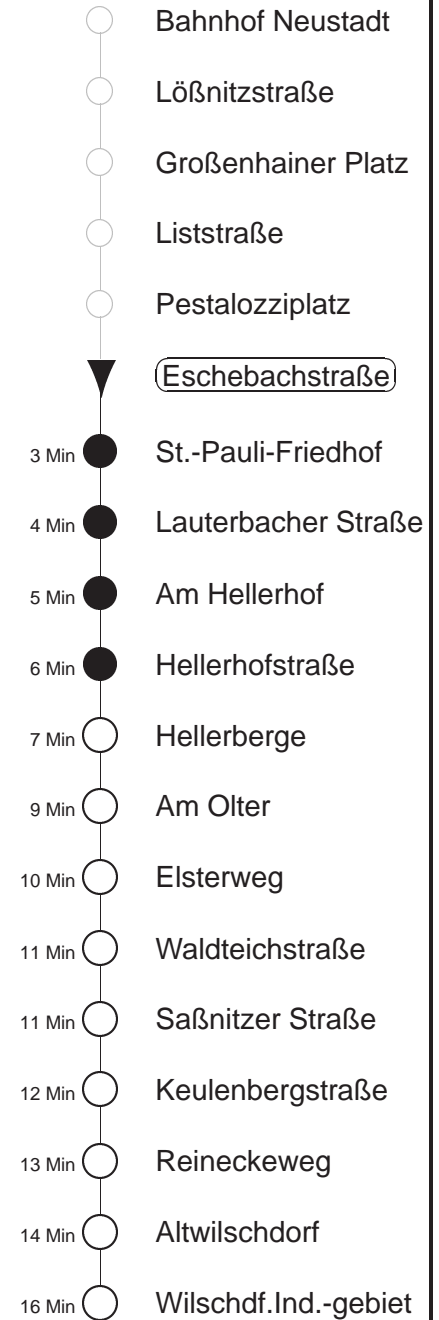 Bahnhof Neustadt
Lößnitzstraße
Großenhainer Platz
Liststraße
Pestalozziplatz
Eschebachstraße
3 Min St.-Pauli-Friedhof
4 Min Lauterbacher Straße
5 Min Am Hellerhof
6 Min Hellerhofstraße
7 Min Hellerberge
9 Min Am Olter
10 Min Elsterweg
11 Min Waldteichstraße
11 Min Saßnitzer Straße
12 Min Keulenbergstraße
13 Min Reineckeweg
14 Min Altwilschdorf
16 Min Wilschdf.Ind.-gebiet